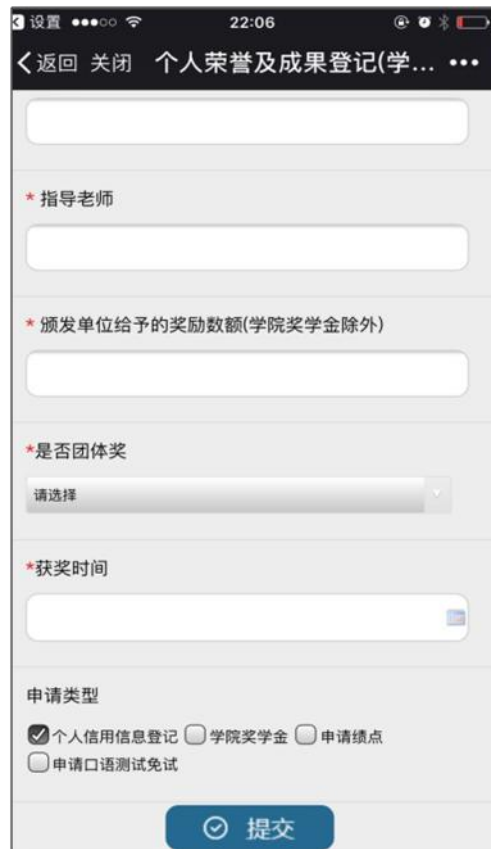 设置 22:06
返回 关闭 个人荣誉及成果登记(学... •••
* 指导老师
* 颁发单位给予的奖励数额(学院奖学金除外)
*是否团体奖
请选择
*获奖时间
申请类型
个人信用信息登记 学院奖学金 申请绩点
申请口语测试免试
提交